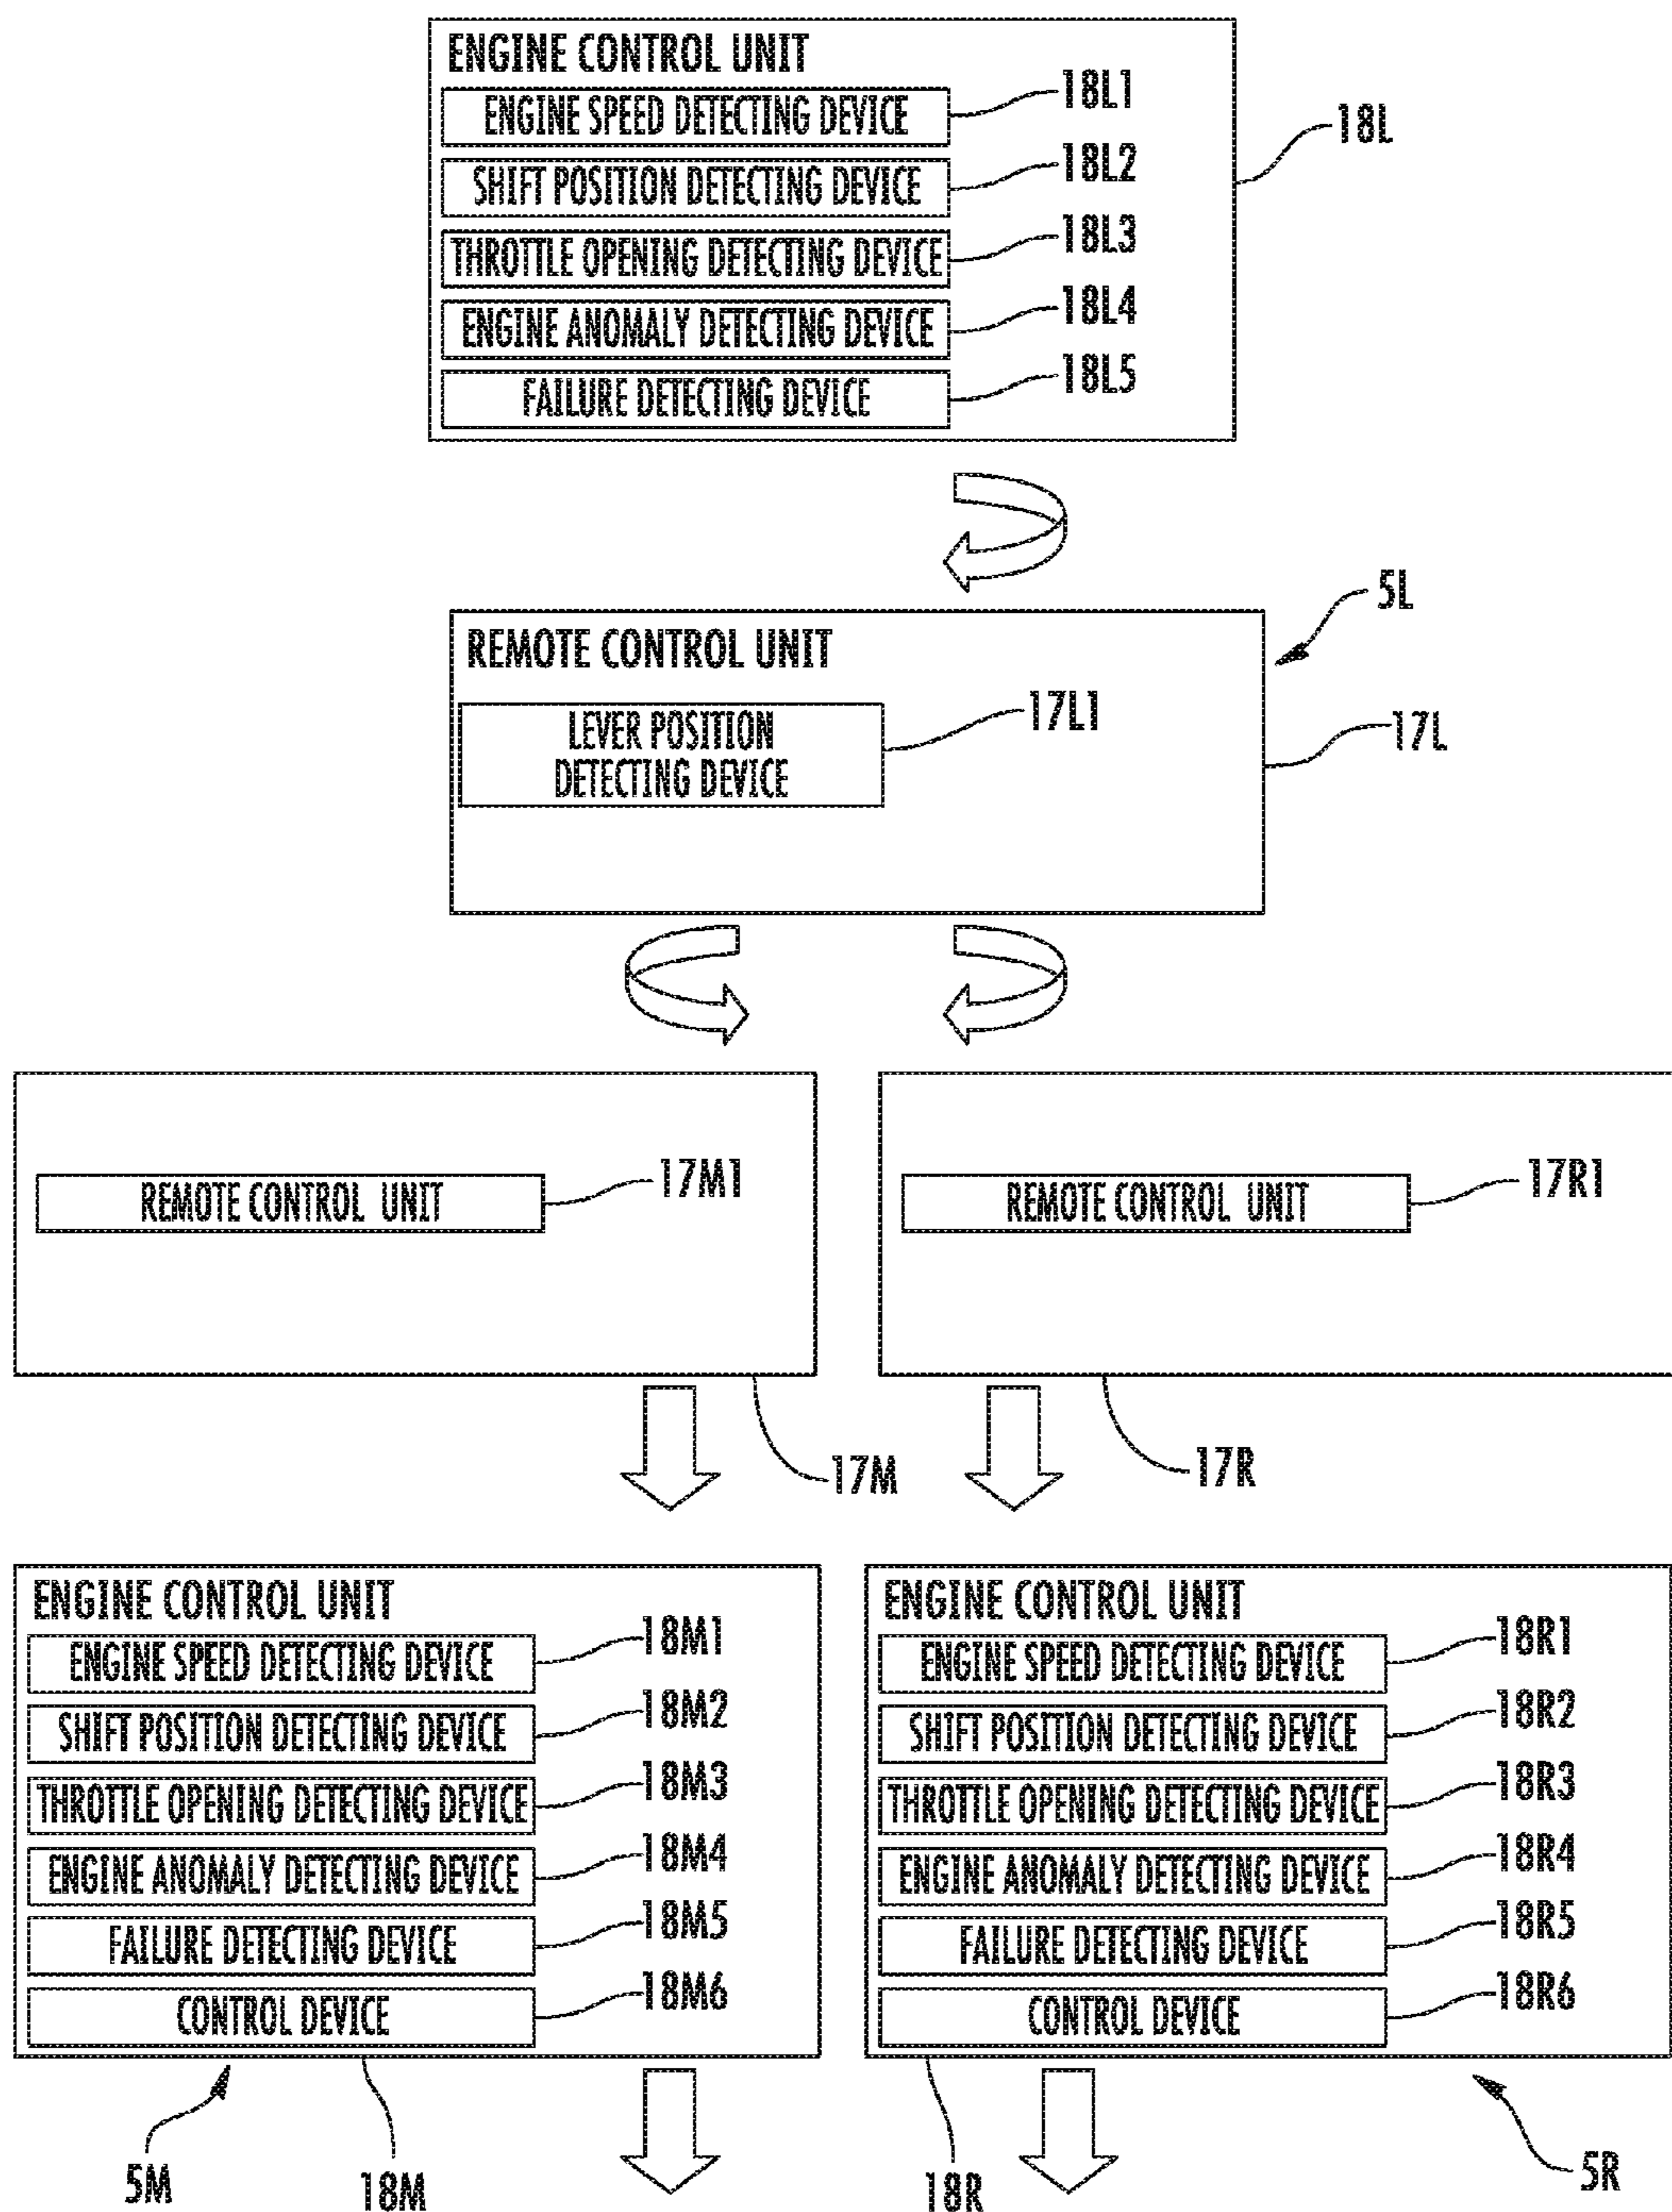 ENGINE CONTROL UNIT
ENGINE SPEED DETECTING DEVICE
18L1
18L
SHIFT POSITION DETECTING DEVICE
18L2
THROTTLE OPENING DETECTING DEVICE
18L3
ENGINE ANOMALY DETECTING DEVICE
18L4
FAILURE DETECTING DEVICE
18L5
5L
REMOTE CONTROL UNIT
LEVER POSITION
DETECTING DEVICE
17L1
17L
REMOTE CONTROL UNIT
17M1
REMOTE CONTROL UNIT
17R1
17M
17R
ENGINE CONTROL UNIT
ENGINE SPEED DETECTING DEVICE
18M1
SHIFT POSITION DETECTING DEVICE
18M2
THROTTLE OPENING DETECTING DEVICE
18M3
ENGINE ANOMALY DETECTING DEVICE
18M4
FAILURE DETECTING DEVICE
18M5
CONTROL DEVICE
18M6
5M
18M
ENGINE CONTROL UNIT
ENGINE SPEED DETECTING DEVICE
18R1
SHIFT POSITION DETECTING DEVICE
18R2
THROTTLE OPENING DETECTING DEVICE
18R3
ENGINE ANOMALY DETECTING DEVICE
18R4
FAILURE DETECTING DEVICE
18R5
CONTROL DEVICE
18R6
18R
5R